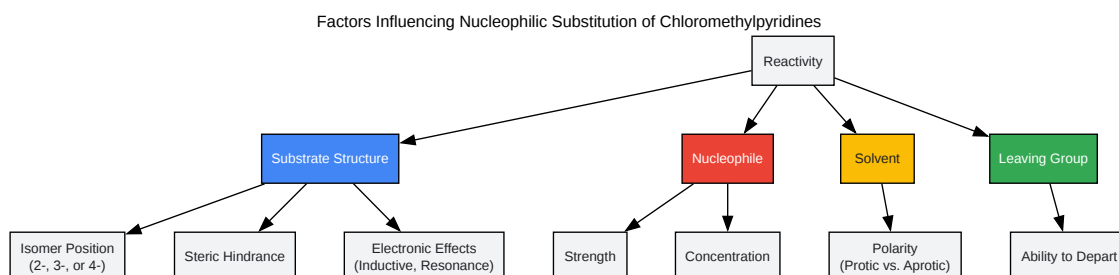 Factors Influencing Nucleophilic Substitution of Chloromethylpyridines
Reactivity
Substrate Structure
Nucleophile
Solvent
Leaving Group
Isomer Position
(2-, 3-, or 4-)
Steric Hindrance
Electronic Effects
(Inductive, Resonance)
Strength
Concentration
Polarity
(Protic vs. Aprotic)
Ability to Depart